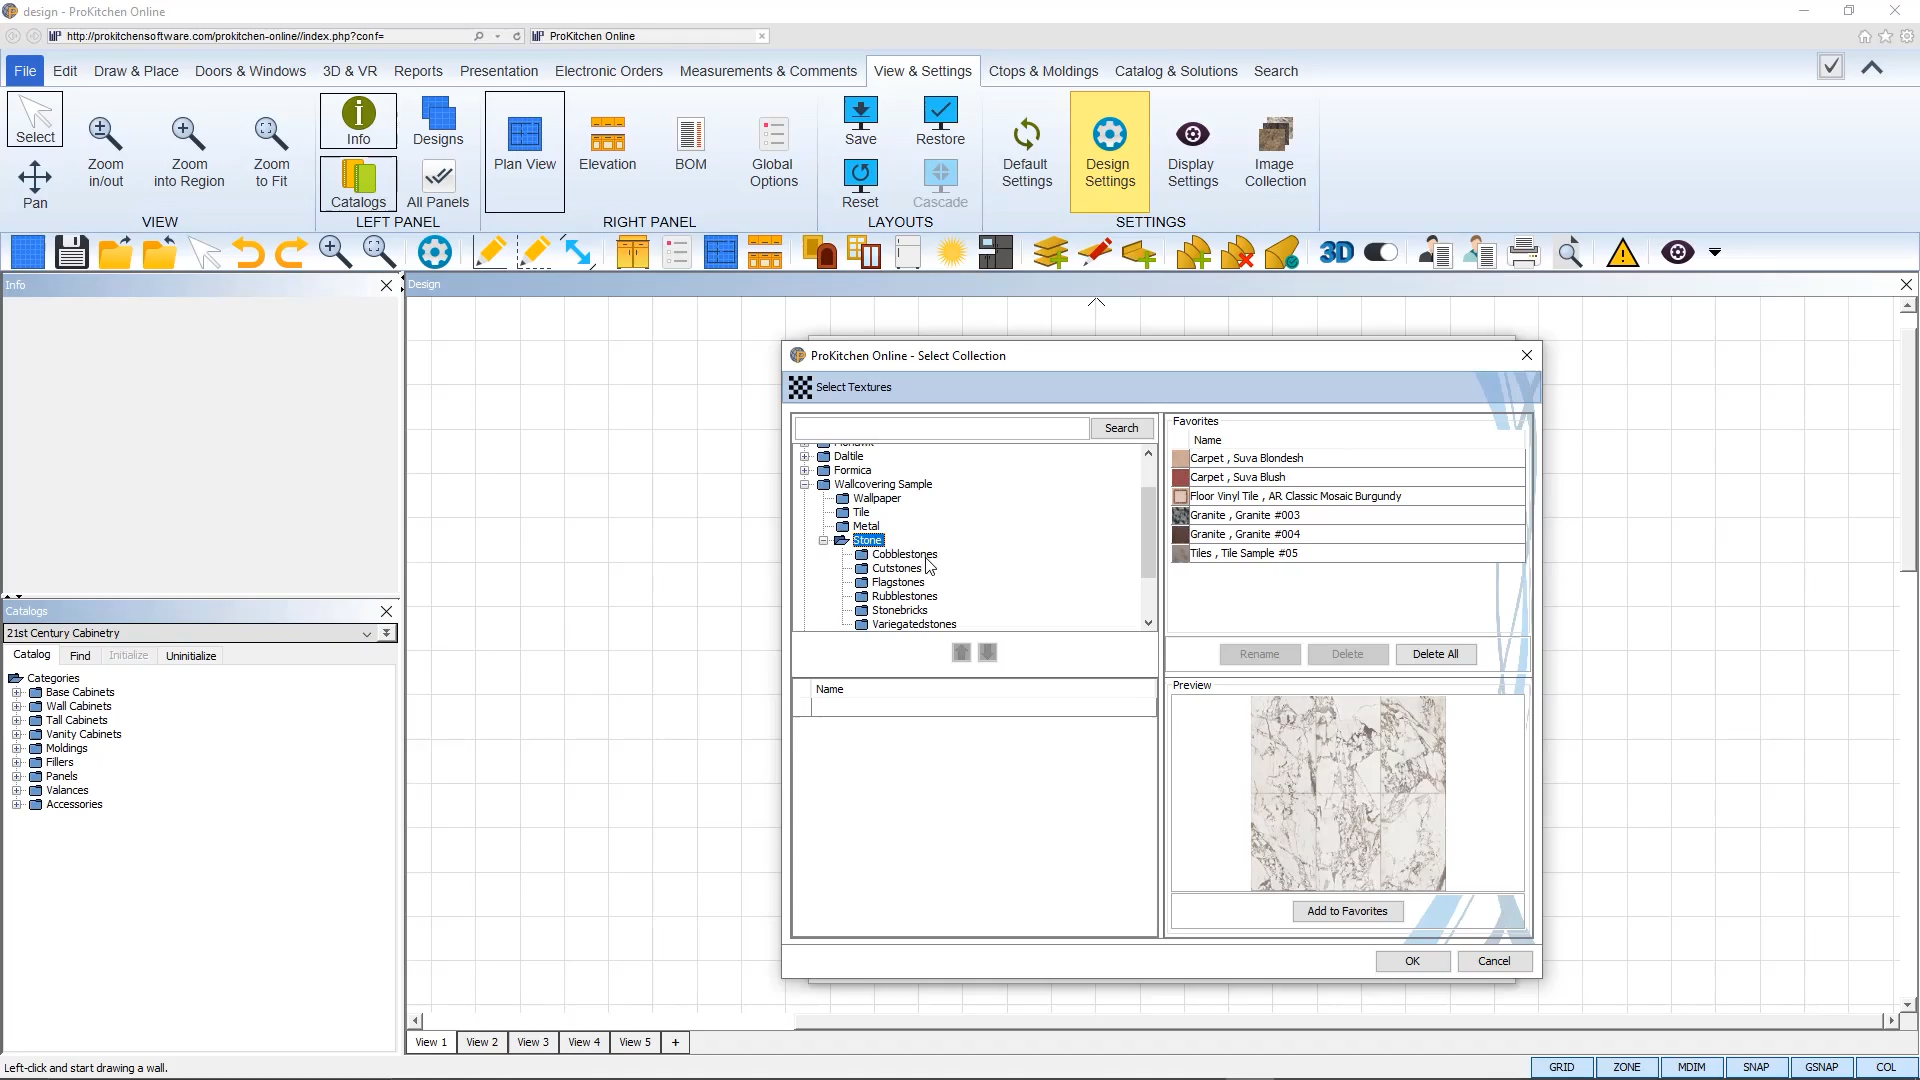 design - ProKitchen Online
http://prokitchensoftware.com/prokitchen-online//index.php?conf=
ProKitchen Online
File
Edit
Draw & Place
Doors & Windows
3D & VR
Reports
Presentation
Electronic Orders
Measurements & Comments
View & Settings
Ctops & Moldings
Catalog & Solutions
Search
Select
Pan
Zoom in/out
Zoom into Region
Zoom to Fit
VIEW
Info
Catalogs
Designs
All Panels
LEFT PANEL
Plan View
Elevation
BOM
Global Options
RIGHT PANEL
Save
Reset
Restore
Cascade
LAYOUTS
Default Settings
Design Settings
Display Settings
Image Collection
SETTINGS
3D
Info
Design
ProKitchen Online - Select Collection
Select Textures
Search
Daltile
Formica
Wallcovering Sample
Wallpaper
Tile
Metal
Stone
Cobblestones
Cutstones
Flagstones
Rubblestones
Stonebricks
Variegatedstones
Name
Favorites
Name
Carpet , Suva Blondesh
Carpet , Suva Blush
Floor Vinyl Tile , AR Classic Mosaic Burgundy
Granite , Granite #003
Granite , Granite #004
Tiles , Tile Sample #05
Rename
Delete
Delete All
Preview
Add to Favorites
OK
Cancel
Catalogs
21st Century Cabinetry
Catalog
Find
Initialize
Uninitialize
Categories
Base Cabinets
Wall Cabinets
Tall Cabinets
Vanity Cabinets
Moldings
Fillers
Panels
Valances
Accessories
View 1
View 2
View 3
View 4
View 5
+
Left-click and start drawing a wall.
GRID
ZONE
MDIM
SNAP
GSNAP
COL